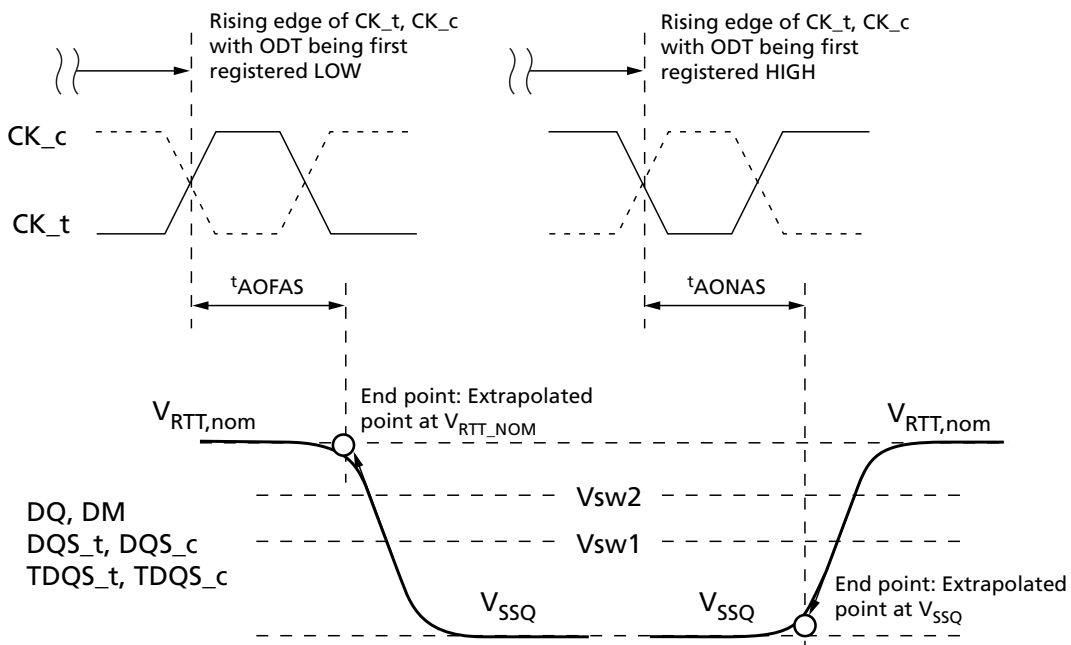 Rising edge of CK_t, CK_c
with ODT being first
registered LOW
Rising edge of CK_t, CK_c
with ODT being first
registered HIGH
CK_c
CK_t
tAOFAS
tAONAS
End point: Extrapolated
point at VRTT_NOM
VRTT,nom
VRTT,nom
Vsw2
DQ, DM
DQS_t, DQS_c
TDQS_t, TDQS_c
Vsw1
VSSQ
VSSQ
End point: Extrapolated
point at VSSQ